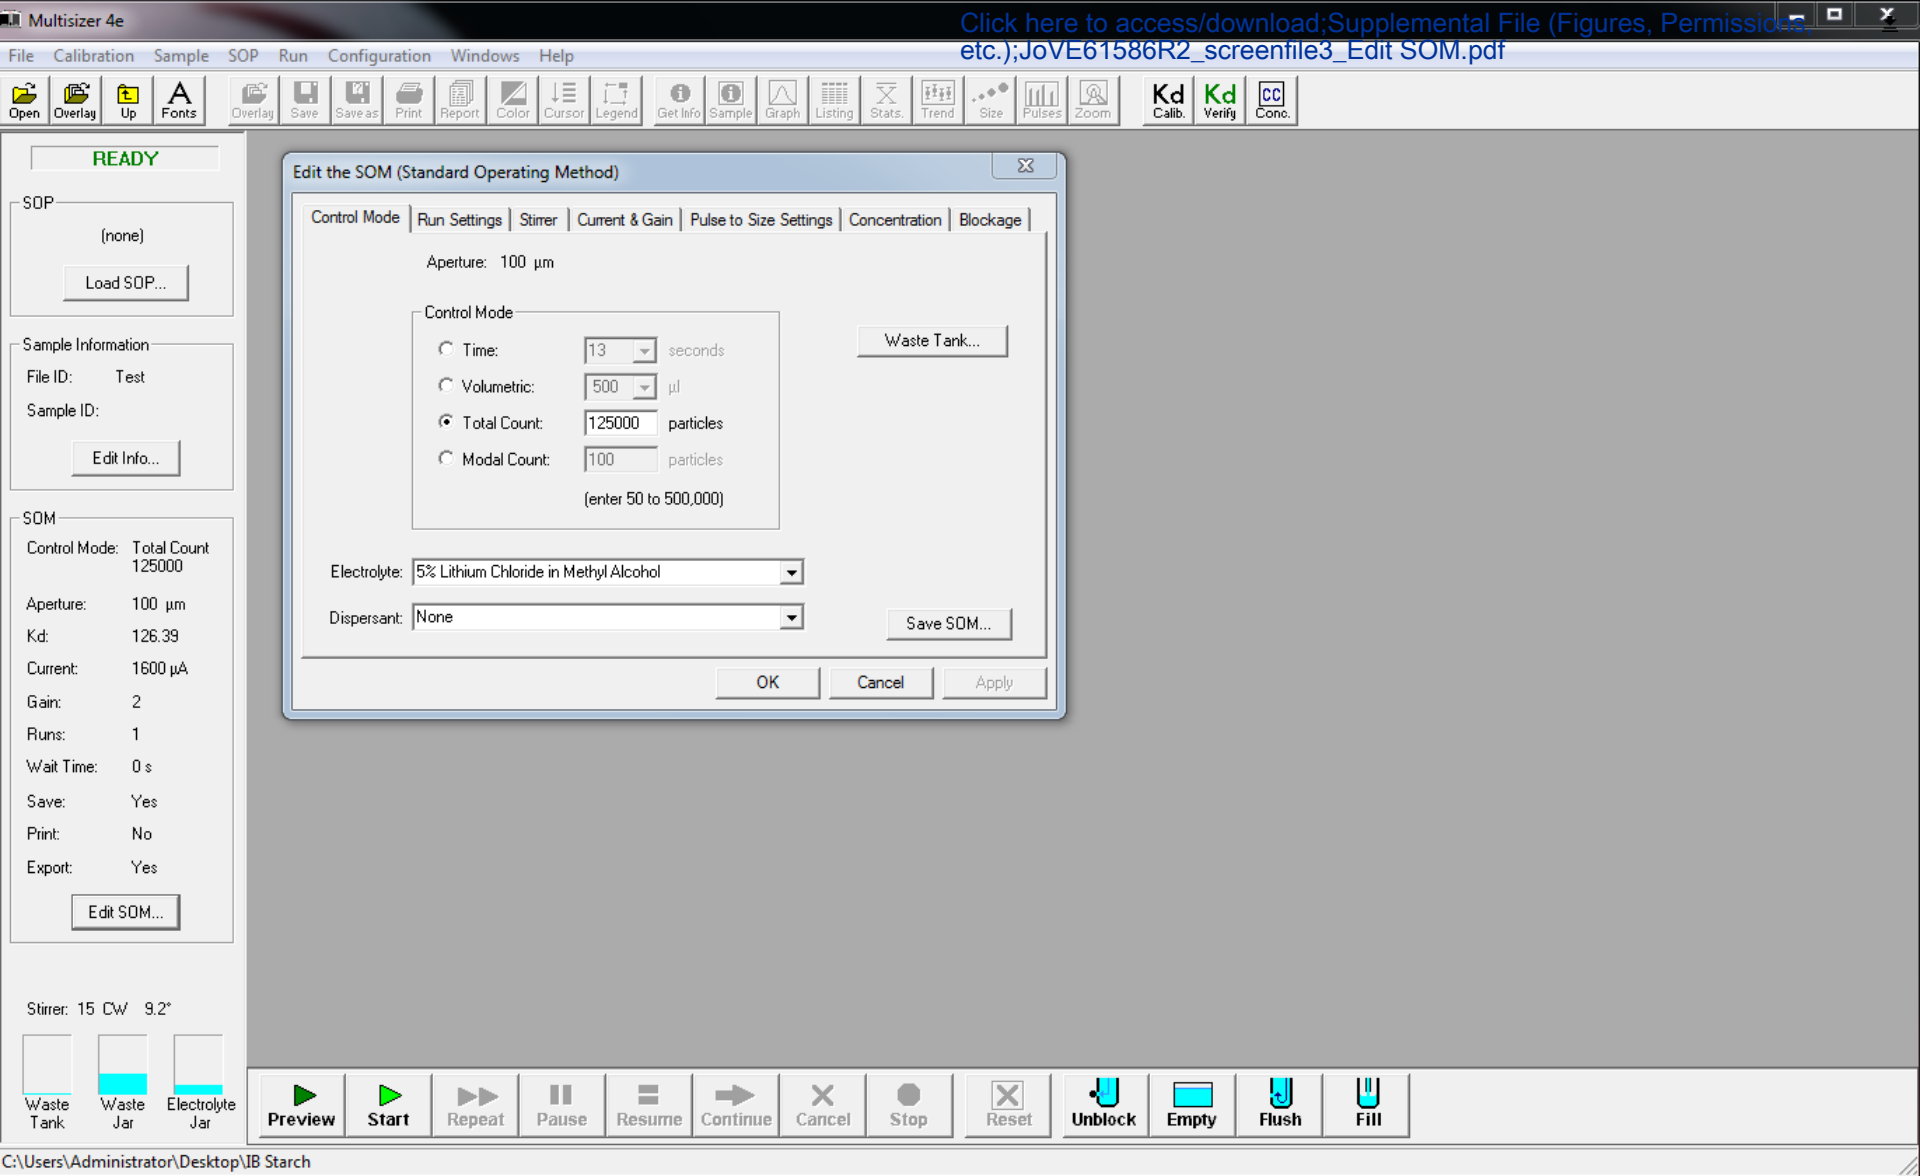 Multisizer 4e
Click here to access/download;Supplemental File (Figures, Permissions,
etc.);JoVE61586R2_screenfile3_Edit SOM.pdf
File Calibration Sample SOP Run Configuration Windows Help
Open Overlay Up Fonts Overlay Save Save as Print Report Color Cursor Legend Get Info Sample Graph Listing Stats. Trend Size Pulses Zoom Kd Calib. Kd Verify CC Conc.
READY
SOP
(none)
Load SOP...
Sample Information
File ID: Test
Sample ID:
Edit Info...
SOM
Control Mode: Total Count
125000
Aperture: 100 µm
Kd: 126.39
Current: 1600 µA
Gain: 2
Runs: 1
Wait Time: 0 s
Save: Yes
Print: No
Export: Yes
Edit SOM...
Stirrer: 15 CW 9.2°
Waste Tank
Waste Jar
Electrolyte Jar
Edit the SOM (Standard Operating Method)
Control Mode Run Settings Stirrer Current & Gain Pulse to Size Settings Concentration Blockage
Aperture: 100 µm
Control Mode
Time: 13 seconds
Volumetric: 500 µl
Total Count: 125000 particles
Modal Count: 100 particles
(enter 50 to 500,000)
Waste Tank...
Electrolyte: 5% Lithium Chloride in Methyl Alcohol
Dispersant: None
Save SOM...
OK Cancel Apply
Preview Start Repeat Pause Resume Continue Cancel Stop Reset Unblock Empty Flush Fill
C:\Users\Administrator\Desktop\IB Starch